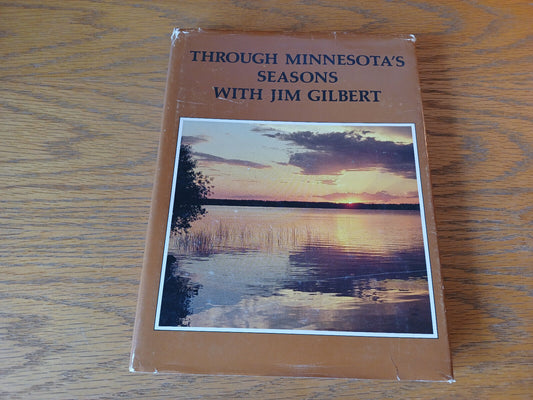 THROUGH MINNESOTA'S
SEASONS
WITH JIM GILBERT